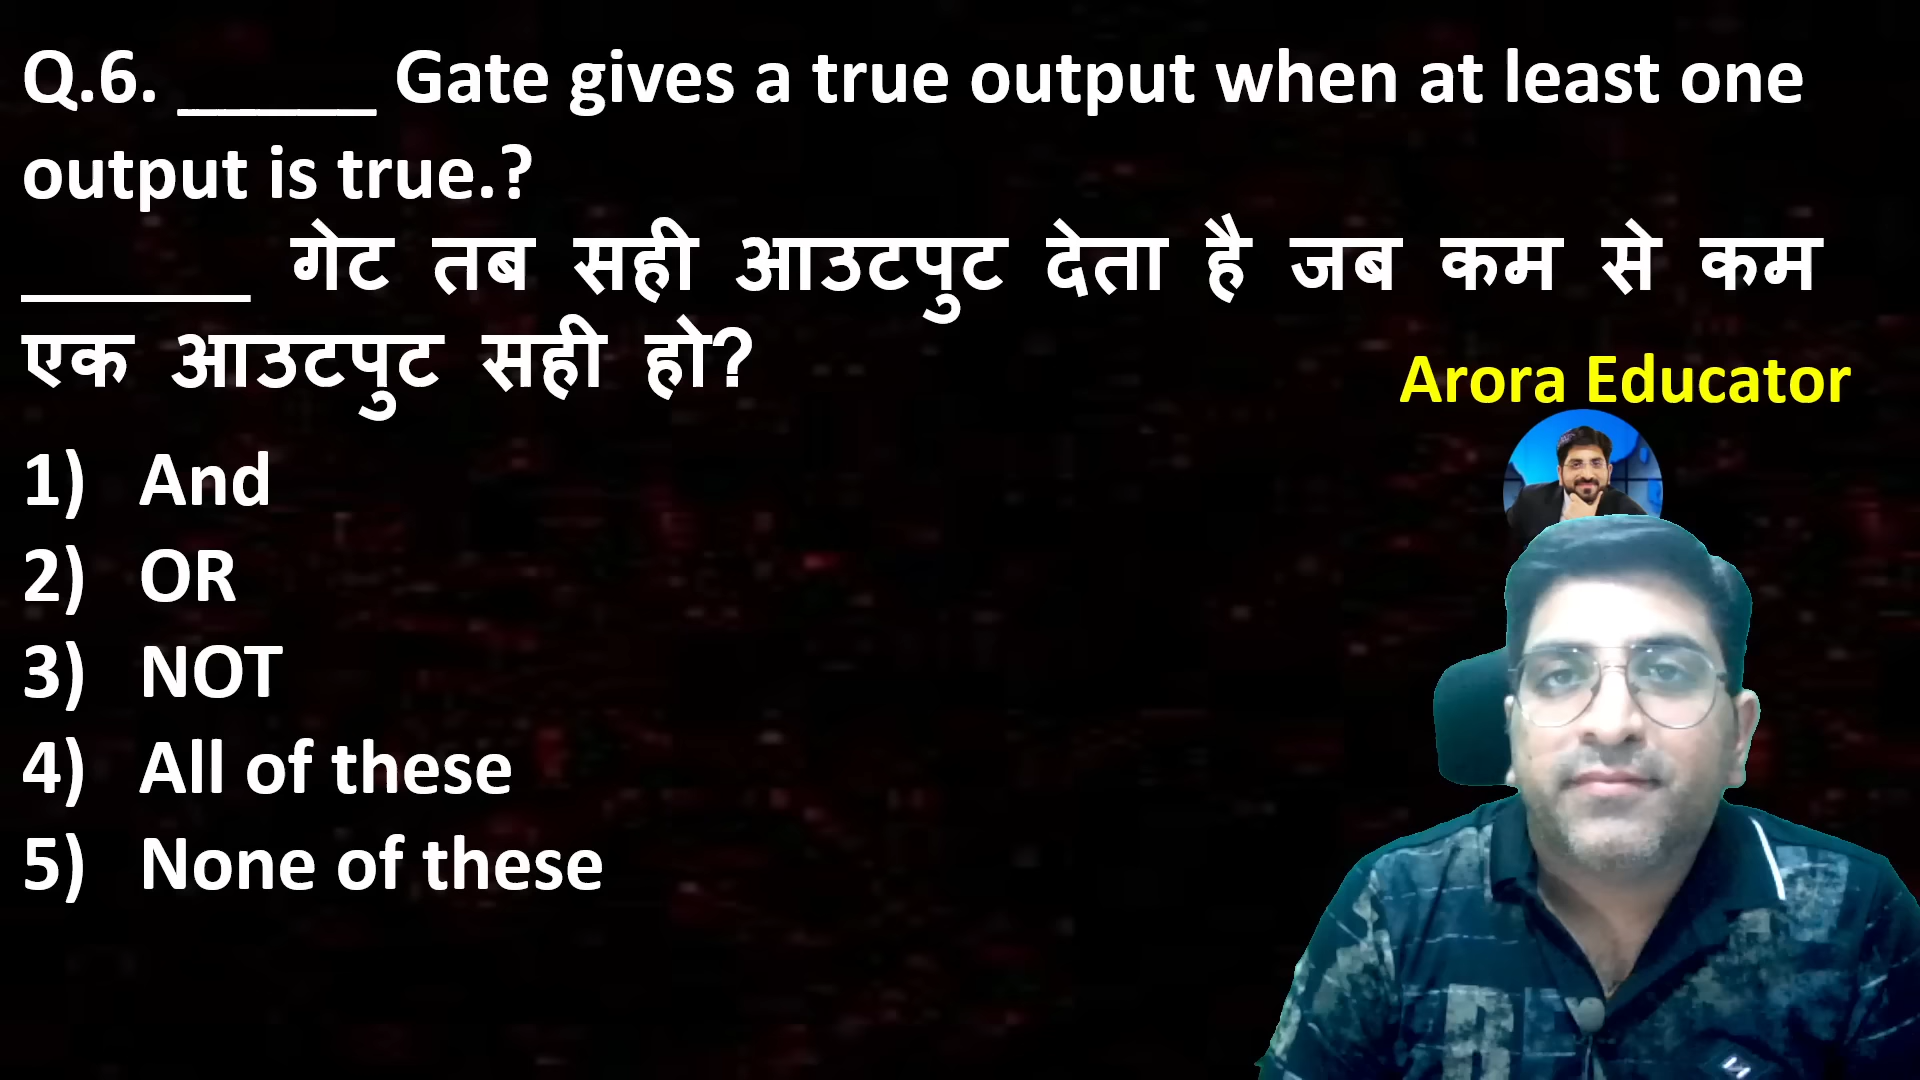 Q.6. _____ Gate gives a true output when at least one
output is true.?
______ गेट तब सही आउटपुट देता है जब कम से कम
एक आउटपुट सही हो?
Arora Educator
1) And
2) OR
3) NOT
4) All of these
5) None of these